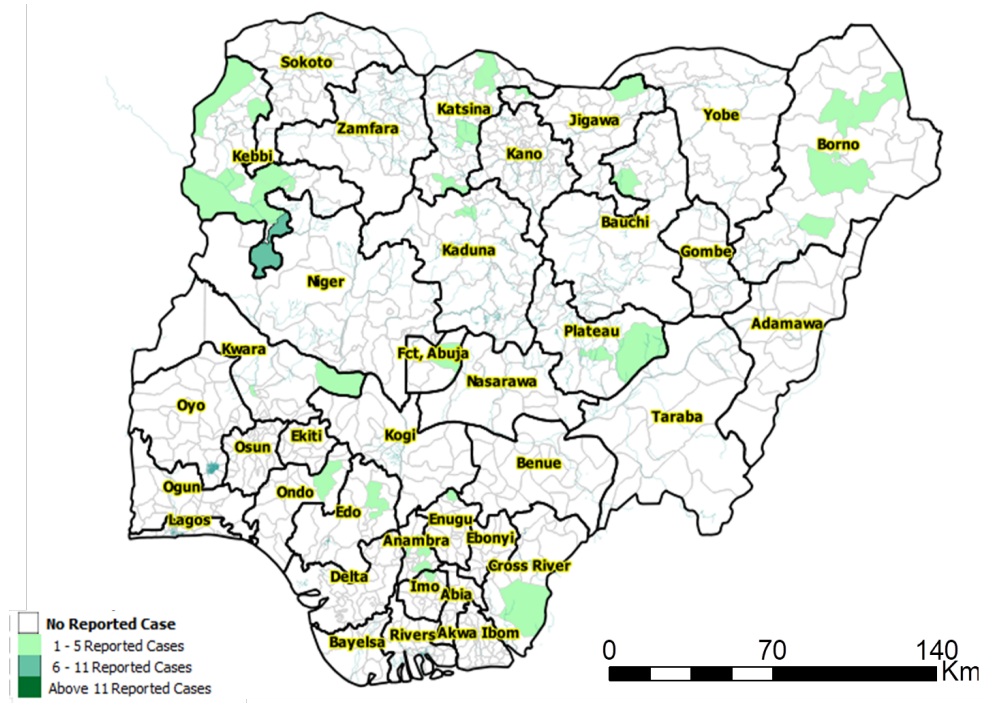 Sokoto
Katsina
Zamfara
Jigawa
Yobe
Borno
Kano
Kebbi
Bauchi
Kaduna
Gombe
Niger
Adamawa
Plateau
Kwara
Fct, Abuja
Nasarawa
Oyo
Taraba
Kogi
Ekiti
Osun
Benue
Ogun
Ondo
Edo
Lagos
Enugu
Anambra
Ebonyi
Cross River
Delta
Imo
Abia
Bayelsa
Rivers
Akwa Ibom
No Reported Case
1 - 5 Reported Cases
6 - 11 Reported Cases
Above 11 Reported Cases
0 70 140
Km